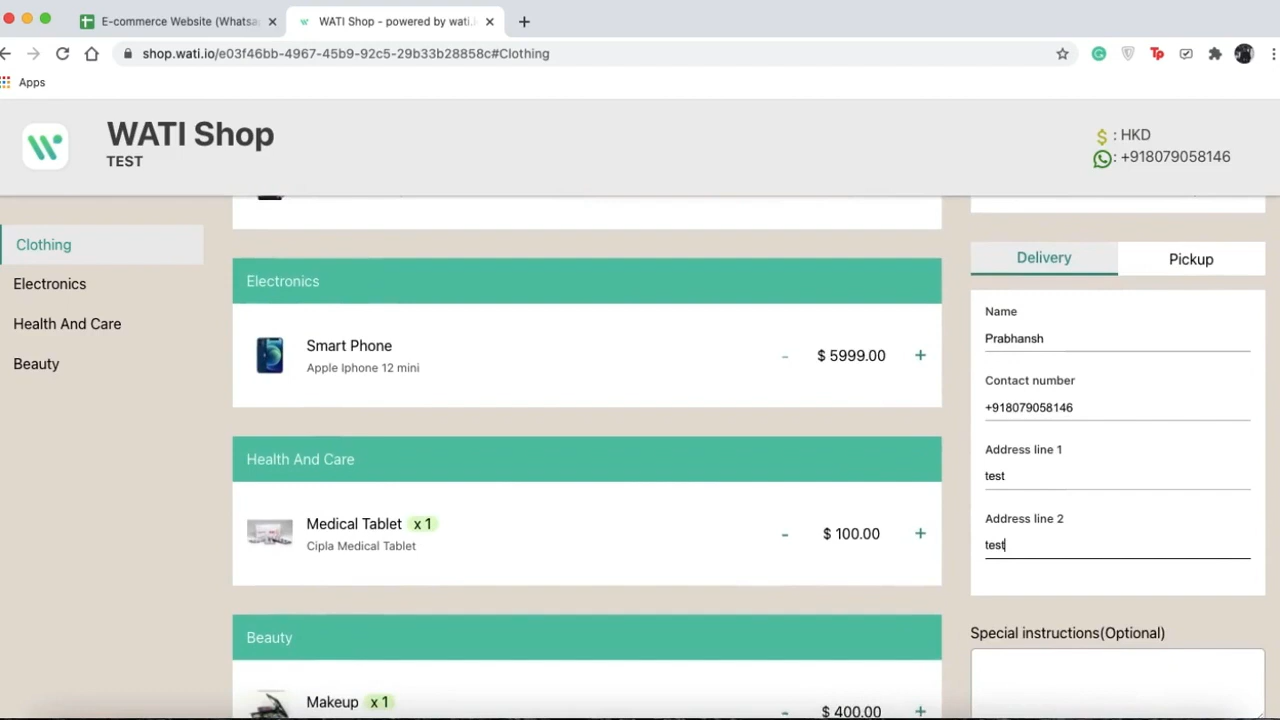 E-commerce Website (Whatsa
WATI Shop - powered by wati.
shop.wati.io/e03f46bb-4967-45b9-92c5-29b33b28858c#Clothing
Apps
WATI Shop
TEST
$ : HKD
: +918079058146
Clothing
Electronics
Health And Care
Beauty
Electronics
Smart Phone
Apple Iphone 12 mini
- $ 5999.00 +
Health And Care
Medical Tablet x 1
Cipla Medical Tablet
- $ 100.00 +
Beauty
Makeup x 1
- $ 400.00 +
Delivery
Pickup
Name
Prabhansh
Contact number
+918079058146
Address line 1
test
Address line 2
test
Special instructions(Optional)